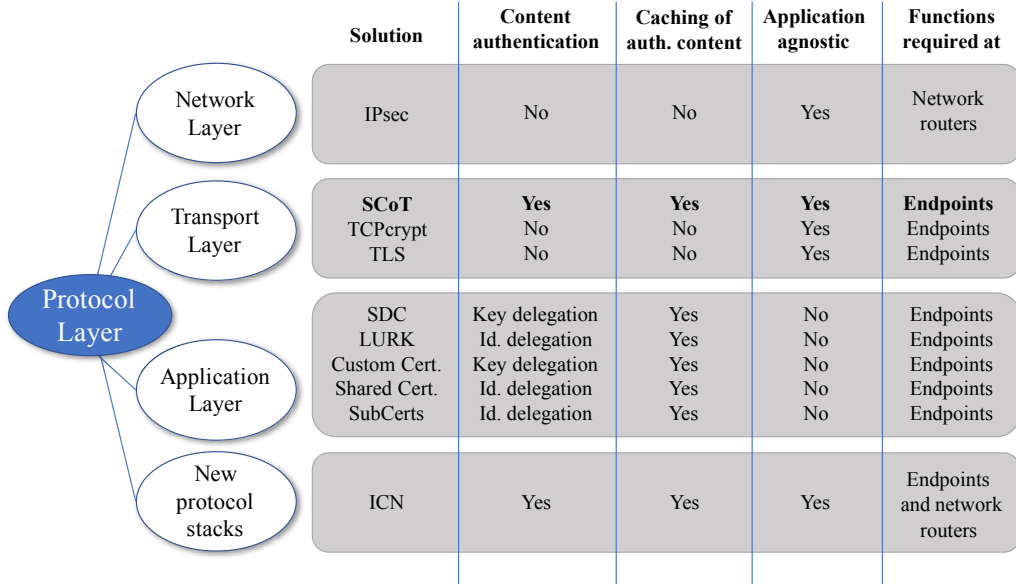 Solution
Content
authentication
Caching of
auth. content
Application
agnostic
Functions
required at
Protocol
Layer
Network
Layer
IPsec No No Yes Network
routers
Transport
Layer
SCoT Yes Yes Yes Endpoints
TCPcrypt No No Yes Endpoints
TLS No No Yes Endpoints
Application
Layer
SDC Key delegation Yes No Endpoints
LURK Id. delegation Yes No Endpoints
Custom Cert. Key delegation Yes No Endpoints
Shared Cert. Id. delegation Yes No Endpoints
SubCerts Id. delegation Yes No Endpoints
New
protocol
stacks
ICN Yes Yes Yes Endpoints
and network
routers